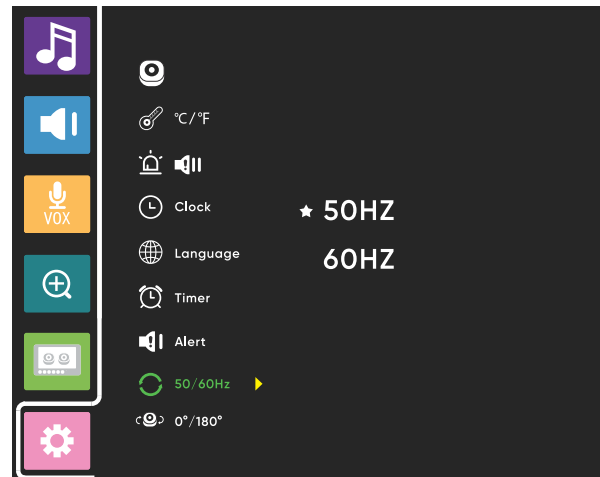 VOX
℃/℉
Clock
Language
Timer
Alert
50/60Hz
0°/180°
★ 50HZ
60HZ